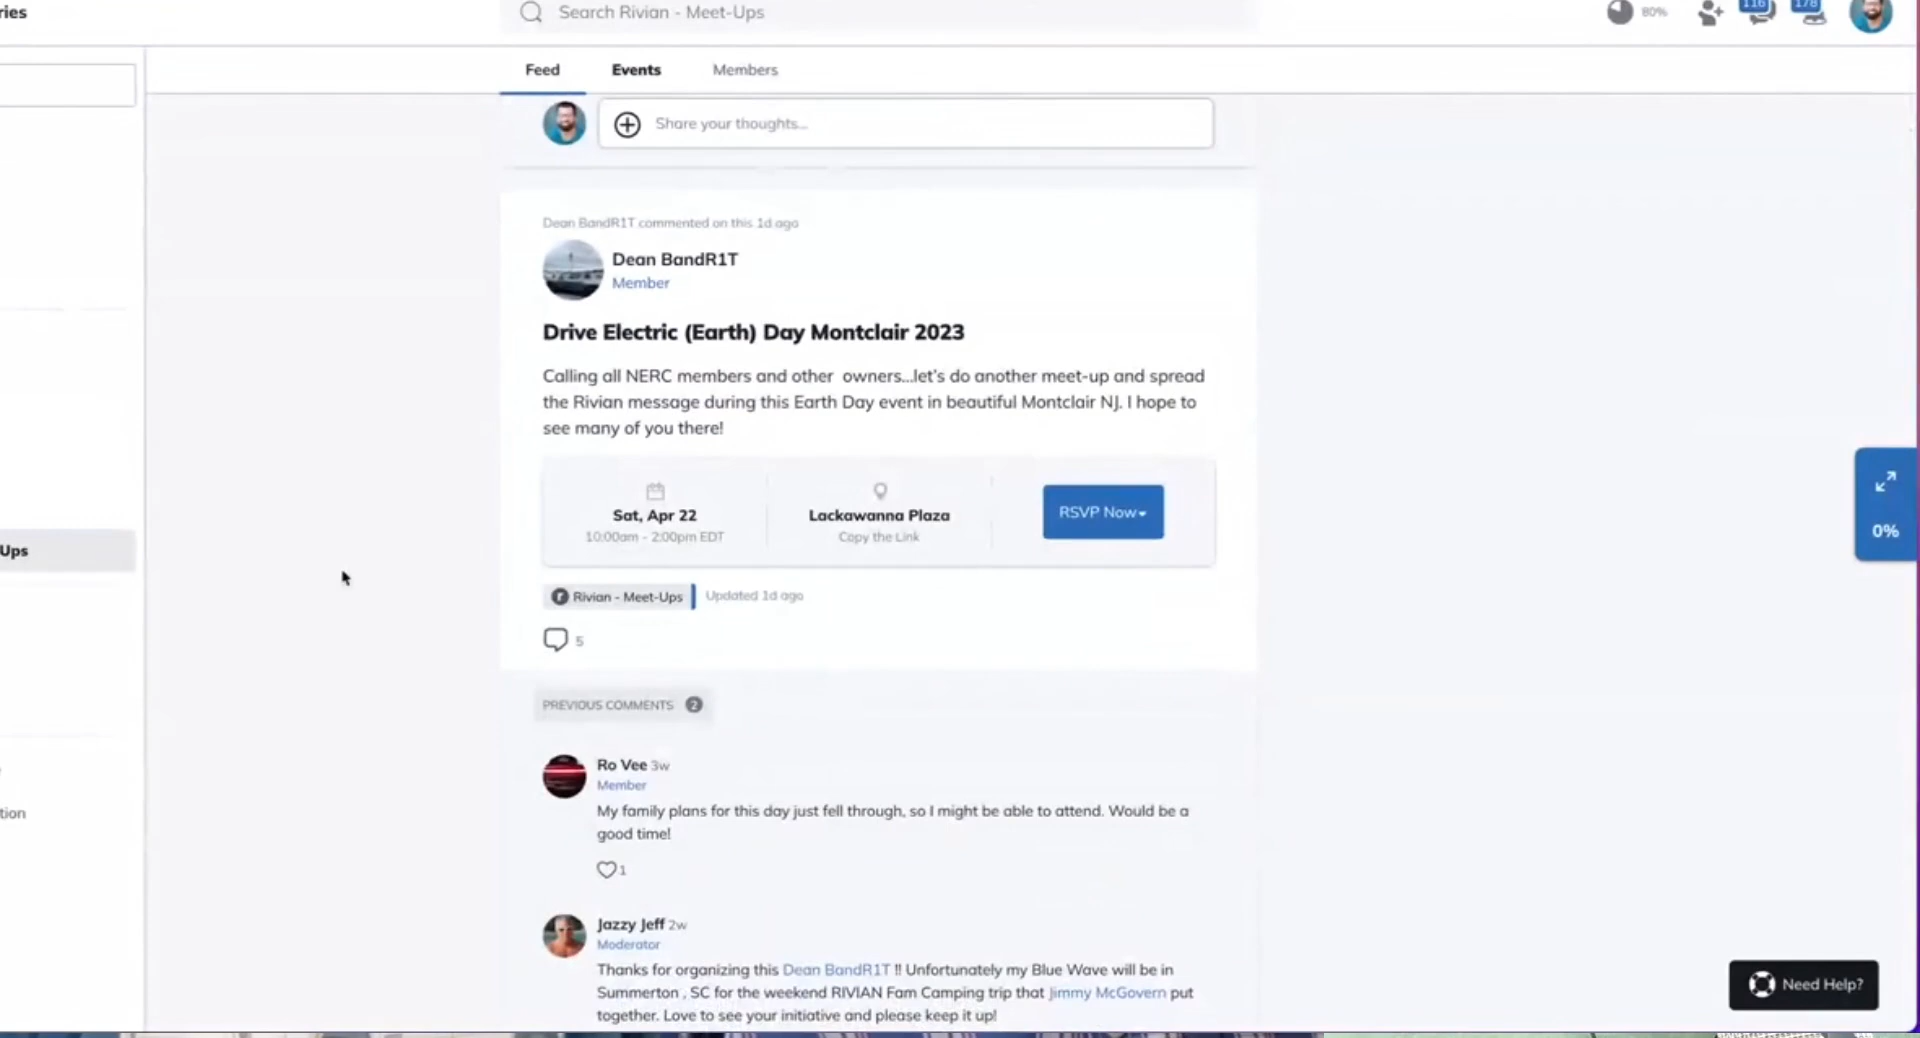 ries
Search Rivian - Meet-Ups
80%
116
178
Feed
Events
Members
Share your thoughts...
Dean BandR1T commented on this 1d ago
Dean BandR1T
Member
Drive Electric (Earth) Day Montclair 2023
Calling all NERC members and other owners...let's do another meet-up and spread
the Rivian message during this Earth Day event in beautiful Montclair NJ. I hope to
see many of you there!
Sat, Apr 22
10:00am - 2:00pm EDT
Lackawanna Plaza
Copy the Link
RSVP Now
0%
Ups
Rivian - Meet-Ups
Updated 1d ago
5
PREVIOUS COMMENTS 2
Ro Vee 3w
Member
My family plans for this day just fell through, so I might be able to attend. Would be a
good time!
1
tion
Jazzy Jeff 2w
Moderator
Thanks for organizing this Dean BandR1T !! Unfortunately my Blue Wave will be in
Summerton , SC for the weekend RIVIAN Fam Camping trip that Jimmy McGovern put
together. Love to see your initiative and please keep it up!
Need Help?